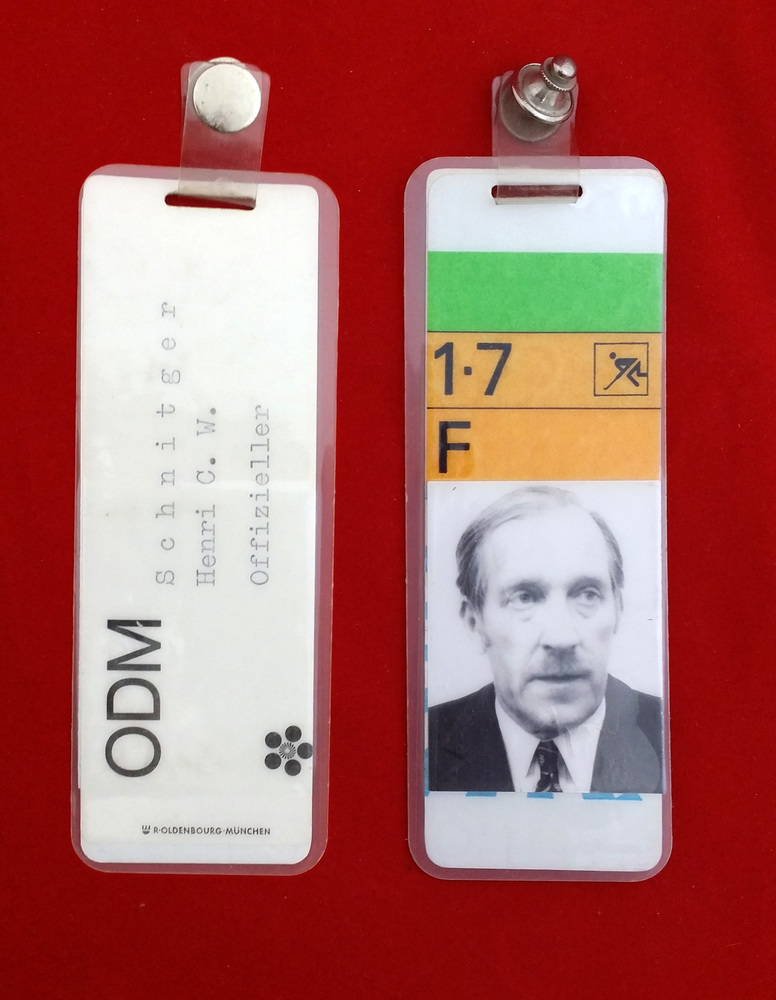 ODM
Schnitger
Henri C. W.
Offizieller
R·OLDENBOURG·MÜNCHEN
1·7
F